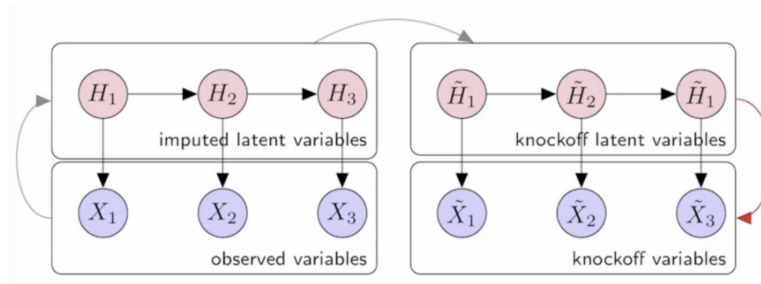 H₁ H₂ H₃ H̃₁ H̃₂ H̃₁
imputed latent variables knockoff latent variables
X₁ X₂ X₃ X̃₁ X̃₂ X̃₃
observed variables knockoff variables